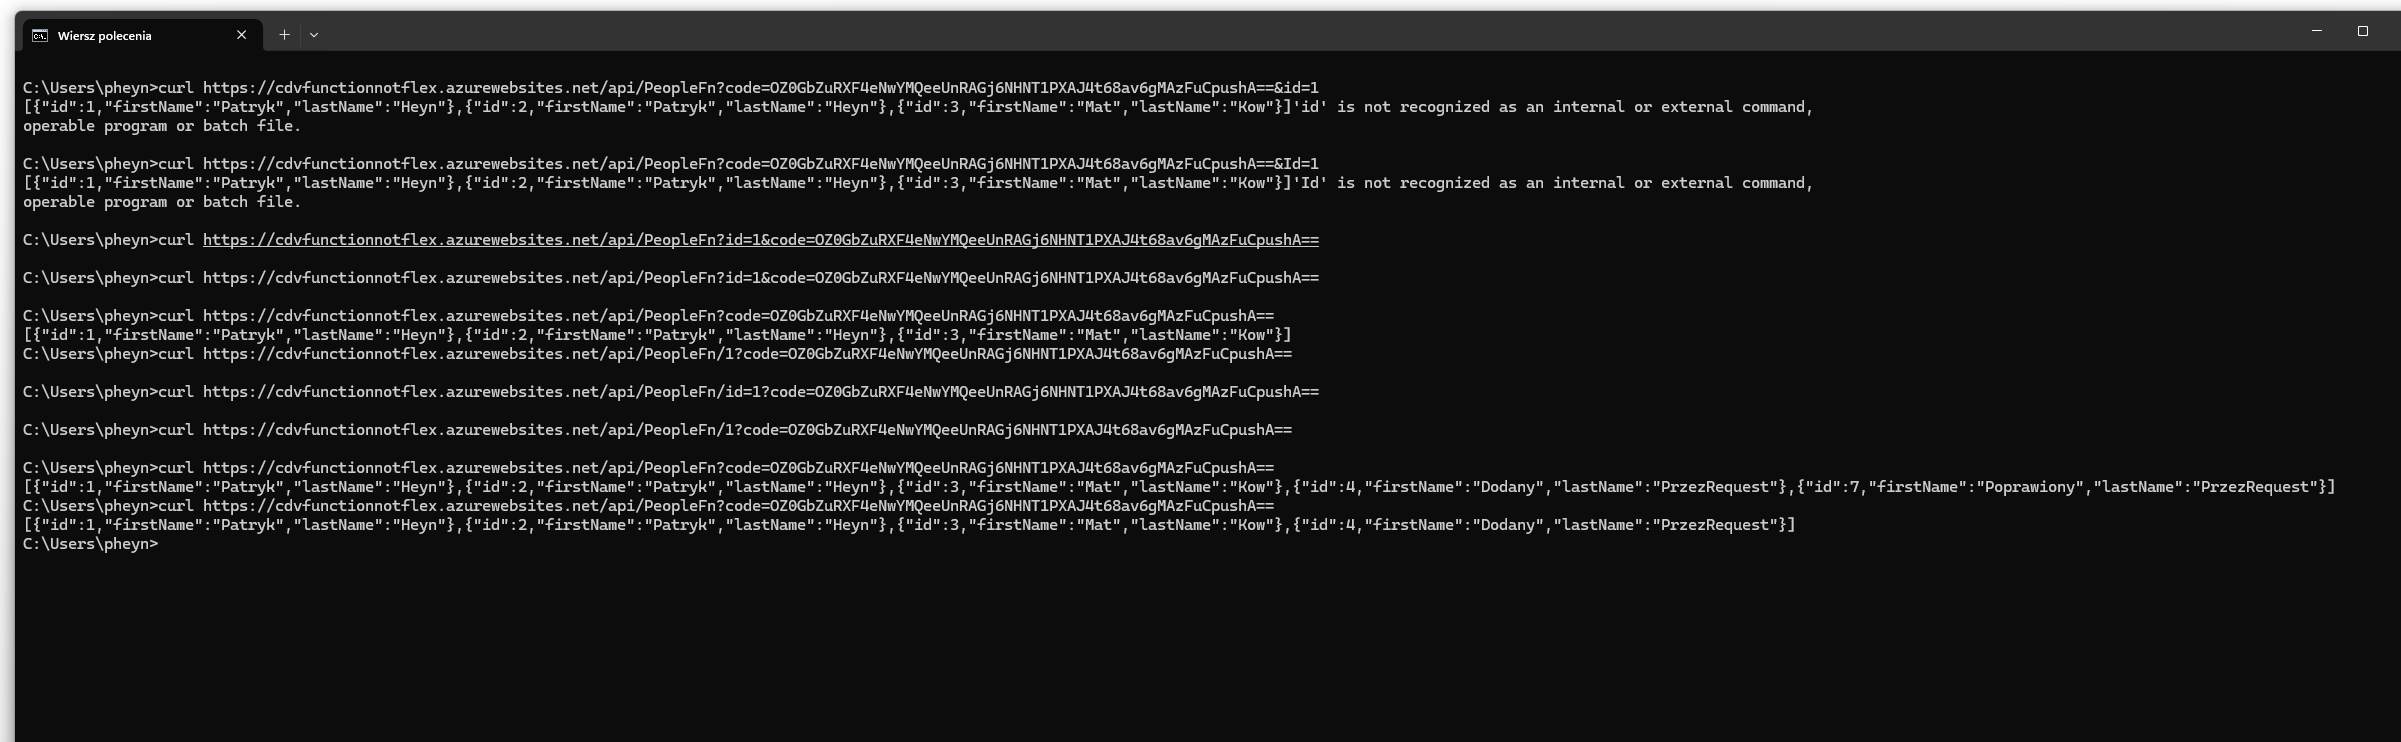 Wiersz polecenia
C:\Users\pheyn>curl https://cdvfunctionnotflex.azurewebsites.net/api/PeopleFn?code=OZ0GbZuRXF4eNwYMQeeUnRAGj6NHNT1PXAJ4t68av6gMAzFuCpushA==&id=1
[{"id":1,"firstName":"Patryk","lastName":"Heyn"},{"id":2,"firstName":"Patryk","lastName":"Heyn"},{"id":3,"firstName":"Mat","lastName":"Kow"}]'id' is not recognized as an internal or external command,
operable program or batch file.
C:\Users\pheyn>curl https://cdvfunctionnotflex.azurewebsites.net/api/PeopleFn?code=OZ0GbZuRXF4eNwYMQeeUnRAGj6NHNT1PXAJ4t68av6gMAzFuCpushA==&Id=1
[{"id":1,"firstName":"Patryk","lastName":"Heyn"},{"id":2,"firstName":"Patryk","lastName":"Heyn"},{"id":3,"firstName":"Mat","lastName":"Kow"}]'Id' is not recognized as an internal or external command,
operable program or batch file.
C:\Users\pheyn>curl https://cdvfunctionnotflex.azurewebsites.net/api/PeopleFn?id=1&code=OZ0GbZuRXF4eNwYMQeeUnRAGj6NHNT1PXAJ4t68av6gMAzFuCpushA==
C:\Users\pheyn>curl https://cdvfunctionnotflex.azurewebsites.net/api/PeopleFn?id=1&code=OZ0GbZuRXF4eNwYMQeeUnRAGj6NHNT1PXAJ4t68av6gMAzFuCpushA==
C:\Users\pheyn>curl https://cdvfunctionnotflex.azurewebsites.net/api/PeopleFn?code=OZ0GbZuRXF4eNwYMQeeUnRAGj6NHNT1PXAJ4t68av6gMAzFuCpushA==
[{"id":1,"firstName":"Patryk","lastName":"Heyn"},{"id":2,"firstName":"Patryk","lastName":"Heyn"},{"id":3,"firstName":"Mat","lastName":"Kow"}]
C:\Users\pheyn>curl https://cdvfunctionnotflex.azurewebsites.net/api/PeopleFn/1?code=OZ0GbZuRXF4eNwYMQeeUnRAGj6NHNT1PXAJ4t68av6gMAzFuCpushA==
C:\Users\pheyn>curl https://cdvfunctionnotflex.azurewebsites.net/api/PeopleFn/id=1?code=OZ0GbZuRXF4eNwYMQeeUnRAGj6NHNT1PXAJ4t68av6gMAzFuCpushA==
C:\Users\pheyn>curl https://cdvfunctionnotflex.azurewebsites.net/api/PeopleFn/1?code=OZ0GbZuRXF4eNwYMQeeUnRAGj6NHNT1PXAJ4t68av6gMAzFuCpushA==
C:\Users\pheyn>curl https://cdvfunctionnotflex.azurewebsites.net/api/PeopleFn?code=OZ0GbZuRXF4eNwYMQeeUnRAGj6NHNT1PXAJ4t68av6gMAzFuCpushA==
[{"id":1,"firstName":"Patryk","lastName":"Heyn"},{"id":2,"firstName":"Patryk","lastName":"Heyn"},{"id":3,"firstName":"Mat","lastName":"Kow"},{"id":4,"firstName":"Dodany","lastName":"PrzezRequest"},{"id":7,"firstName":"Poprawiony","lastName":"PrzezRequest"}]
C:\Users\pheyn>curl https://cdvfunctionnotflex.azurewebsites.net/api/PeopleFn?code=OZ0GbZuRXF4eNwYMQeeUnRAGj6NHNT1PXAJ4t68av6gMAzFuCpushA==
[{"id":1,"firstName":"Patryk","lastName":"Heyn"},{"id":2,"firstName":"Patryk","lastName":"Heyn"},{"id":3,"firstName":"Mat","lastName":"Kow"},{"id":4,"firstName":"Dodany","lastName":"PrzezRequest"}]
C:\Users\pheyn>